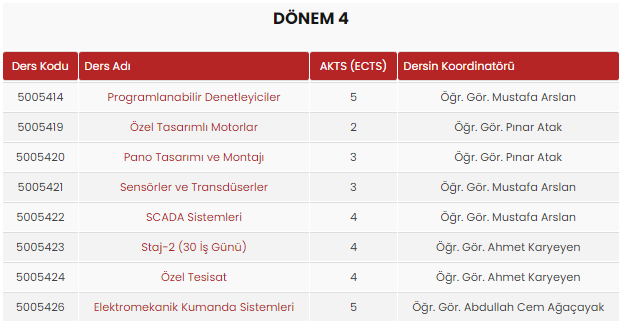 DÖNEM 4
Ders Kodu Ders Adı AKTS (ECTS) Dersin Koordinatörü
5005414 Programlanabilir Denetleyiciler 5 Öğr. Gör. Mustafa Arslan
5005419 Özel Tasarımlı Motorlar 2 Öğr. Gör. Pınar Atak
5005420 Pano Tasarımı ve Montajı 3 Öğr. Gör. Pınar Atak
5005421 Sensörler ve Transdüserler 3 Öğr. Gör. Mustafa Arslan
5005422 SCADA Sistemleri 4 Öğr. Gör. Mustafa Arslan
5005423 Staj-2 (30 İş Günü) 4 Öğr. Gör. Ahmet Karyeyen
5005424 Özel Tesisat 4 Öğr. Gör. Ahmet Karyeyen
5005426 Elektromekanik Kumanda Sistemleri 5 Öğr. Gör. Abdullah Cem Ağaçayak